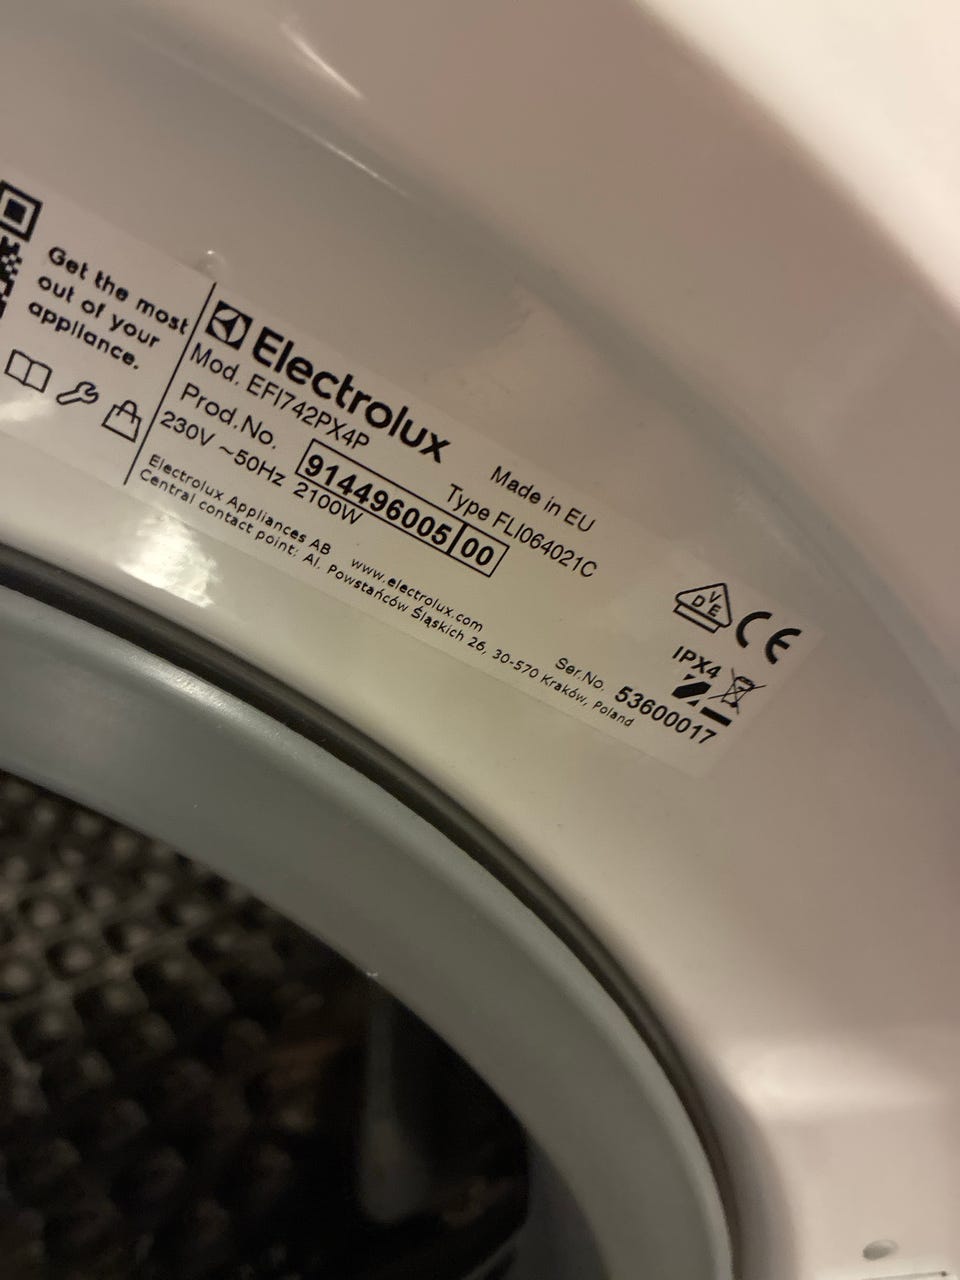 Get the most
out of your
appliance.
Electrolux
Made in EU
Mod. EFI742PX4P
Type FLI064021C
Prod.No. 914496005 00
230V ~50Hz 2100W
Electrolux Appliances AB www.electrolux.com
Central contact point: Al. Powstańców Śląskich 26, 30-570 Kraków, Poland
VDE
CE
IPX4
Ser.No. 53600017